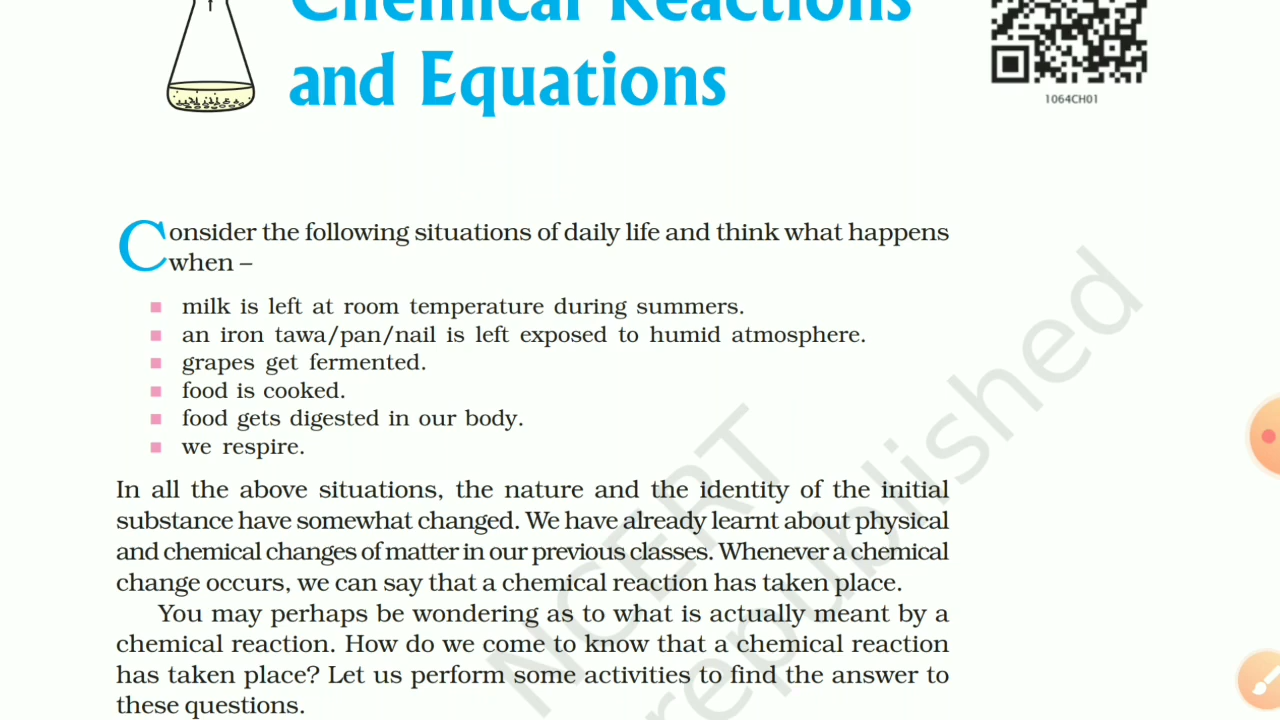 Chemical Reactions
and Equations
1064CH01
Consider the following situations of daily life and think what happens
when –
milk is left at room temperature during summers.
an iron tawa/pan/nail is left exposed to humid atmosphere.
grapes get fermented.
food is cooked.
food gets digested in our body.
we respire.
In all the above situations, the nature and the identity of the initial
substance have somewhat changed. We have already learnt about physical
and chemical changes of matter in our previous classes. Whenever a chemical
change occurs, we can say that a chemical reaction has taken place.
You may perhaps be wondering as to what is actually meant by a
chemical reaction. How do we come to know that a chemical reaction
has taken place? Let us perform some activities to find the answer to
these questions.
NCERT
republished